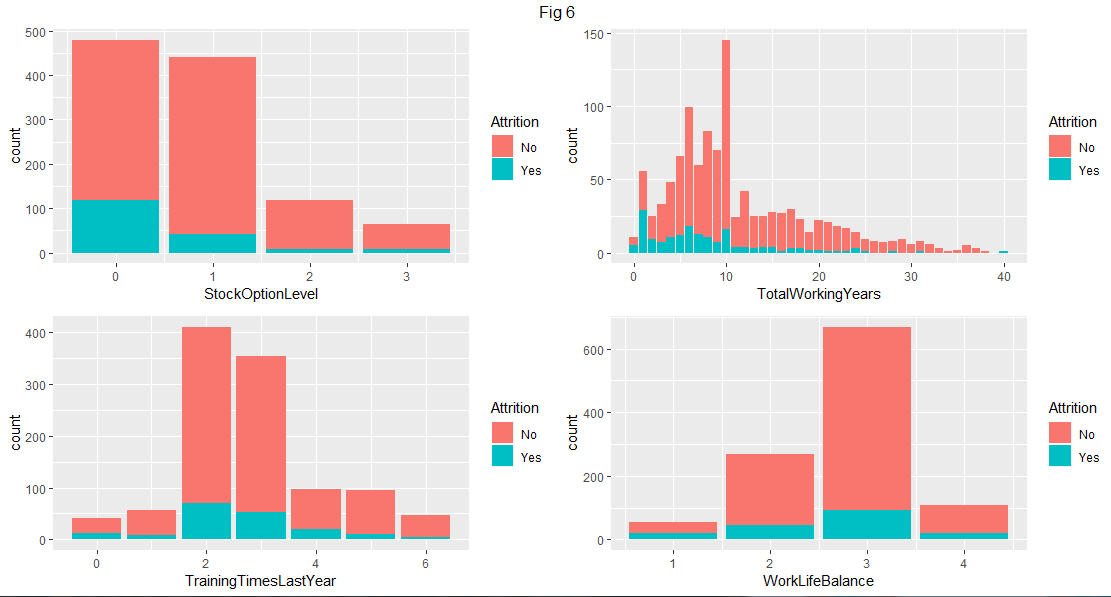 Fig 6
500
400
300
200
100
0
count
0 1 2 3
StockOptionLevel
Attrition
No
Yes
150
100
50
0
count
0 10 20 30 40
TotalWorkingYears
Attrition
No
Yes
400
300
200
100
0
count
0 2 4 6
TrainingTimesLastYear
Attrition
No
Yes
600
400
200
0
count
1 2 3 4
WorkLifeBalance
Attrition
No
Yes